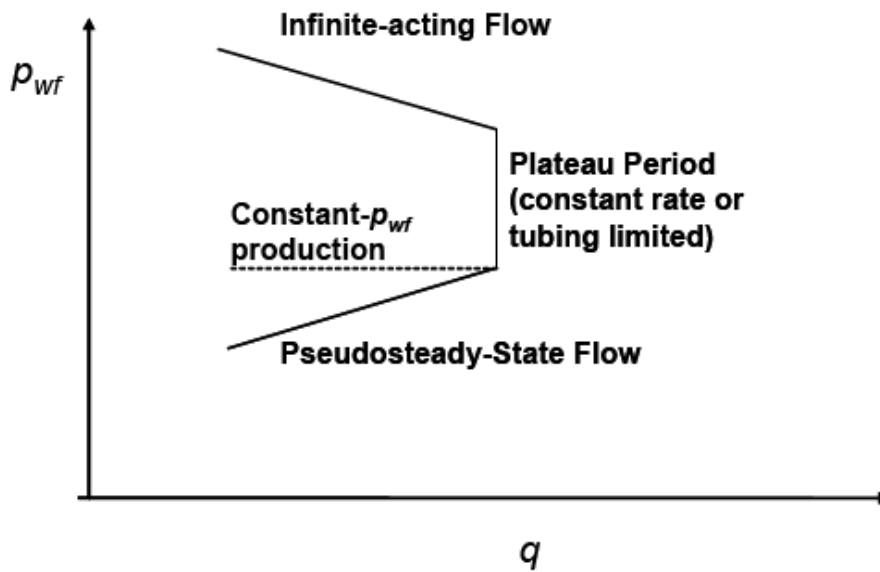 Infinite-acting Flow
p_wf
Plateau Period
(constant rate or
tubing limited)
Constant-p_wf
production
Pseudosteady-State Flow
q